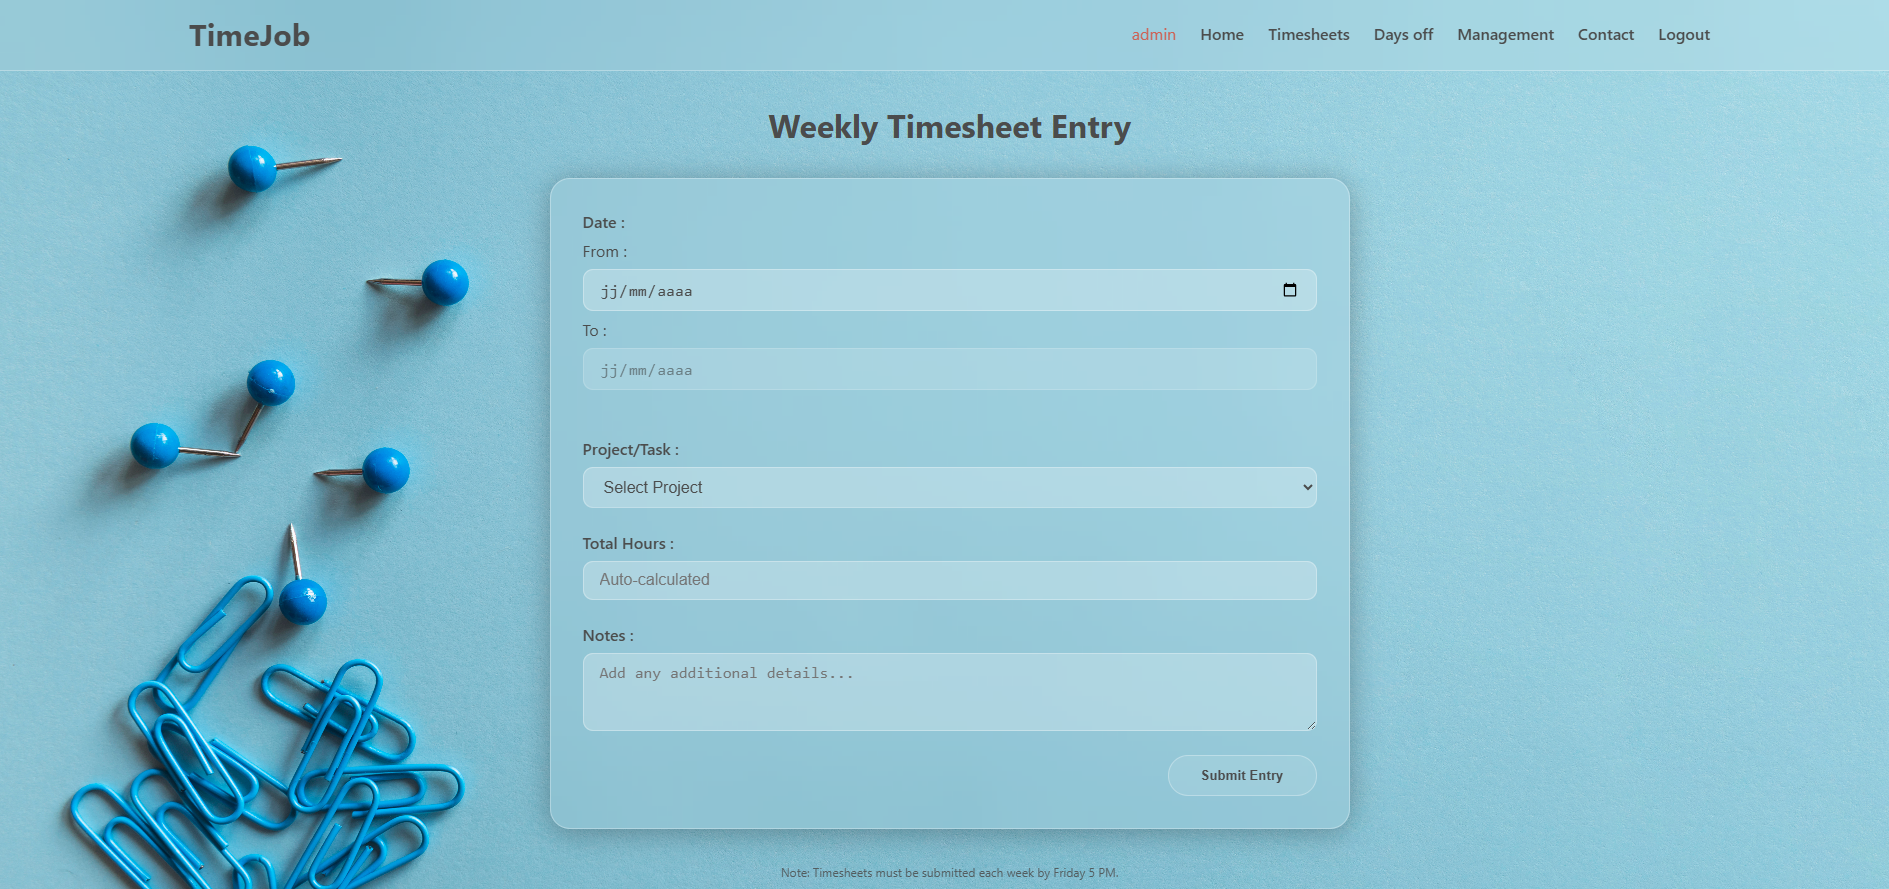 TimeJob
admin Home Timesheets Days off Management Contact Logout
Weekly Timesheet Entry
Date :
From :
jj/mm/aaaa
To :
jj/mm/aaaa
Project/Task :
Select Project
Total Hours :
Auto-calculated
Notes :
Add any additional details...
Submit Entry
Note: Timesheets must be submitted each week by Friday 5 PM.